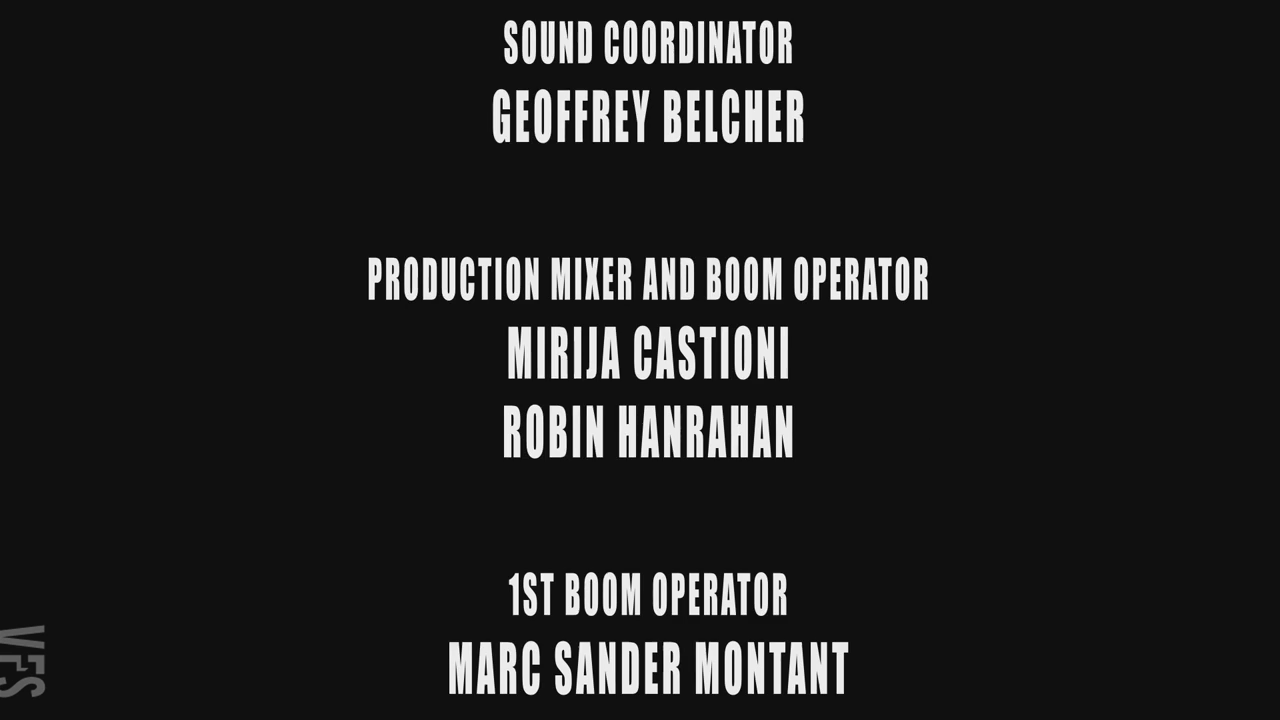 SOUND COORDINATOR
GEOFFREY BELCHER
PRODUCTION MIXER AND BOOM OPERATOR
MIRIJA CASTIONI
ROBIN HANRAHAN
1ST BOOM OPERATOR
MARC SANDER MONTANT
VFS